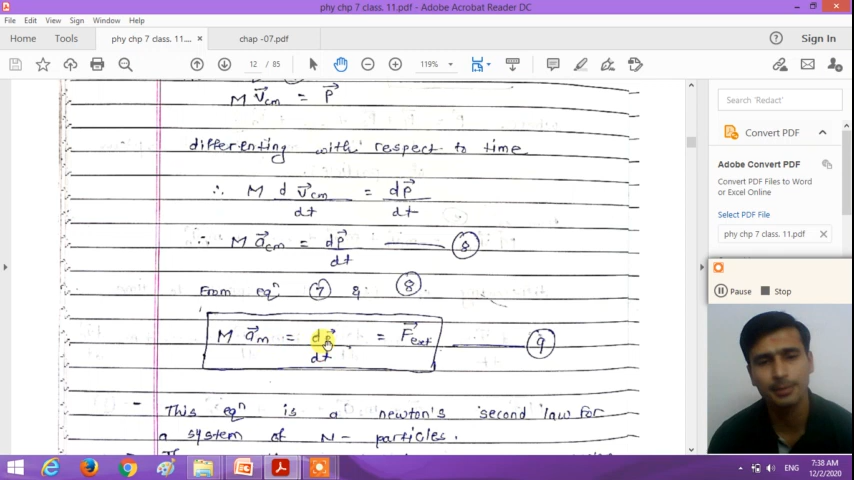 phy chp 7 class. 11.pdf - Adobe Acrobat Reader DC
File Edit View Sign Window Help
Home Tools phy chp 7 class. 11.... × chap -07.pdf Sign In
12 / 85 119%
M v⃗cm = P⃗
differenting with respect to time
∴ M d v⃗cm / dt = dP⃗ / dt
∴ M a⃗cm = dP⃗ / dt 8
From eqn 7 & 8
M a⃗m = dP⃗ / dt = F⃗ext 9
- This eqn is a newton's second law for
a system of N- particles.
Search 'Redact'
Convert PDF
Adobe Convert PDF
Convert PDF Files to Word
or Excel Online
Select PDF File
phy chp 7 class. 11.pdf ×
Pause Stop
ENG
7:38 AM
12/2/2020